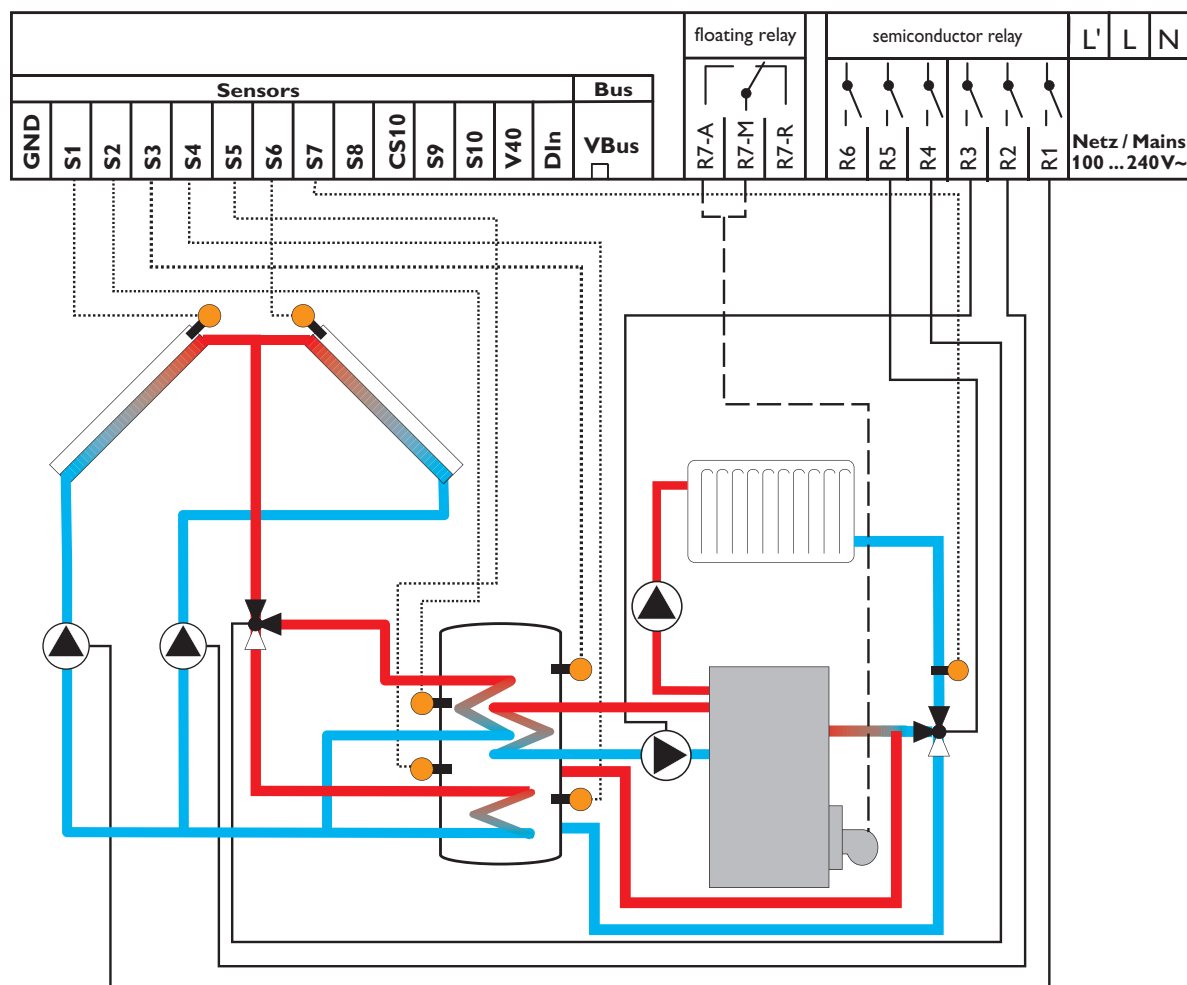 floating relay
semiconductor relay
L' L N
Sensors
Bus
GND S1 S2 S3 S4 S5 S6 S7 S8 CS10 S9 S10 V40 DIn
VBus
R7-A R7-M R7-R
R6 R5 R4 R3 R2 R1
Netz / Mains
100 ... 240 V~